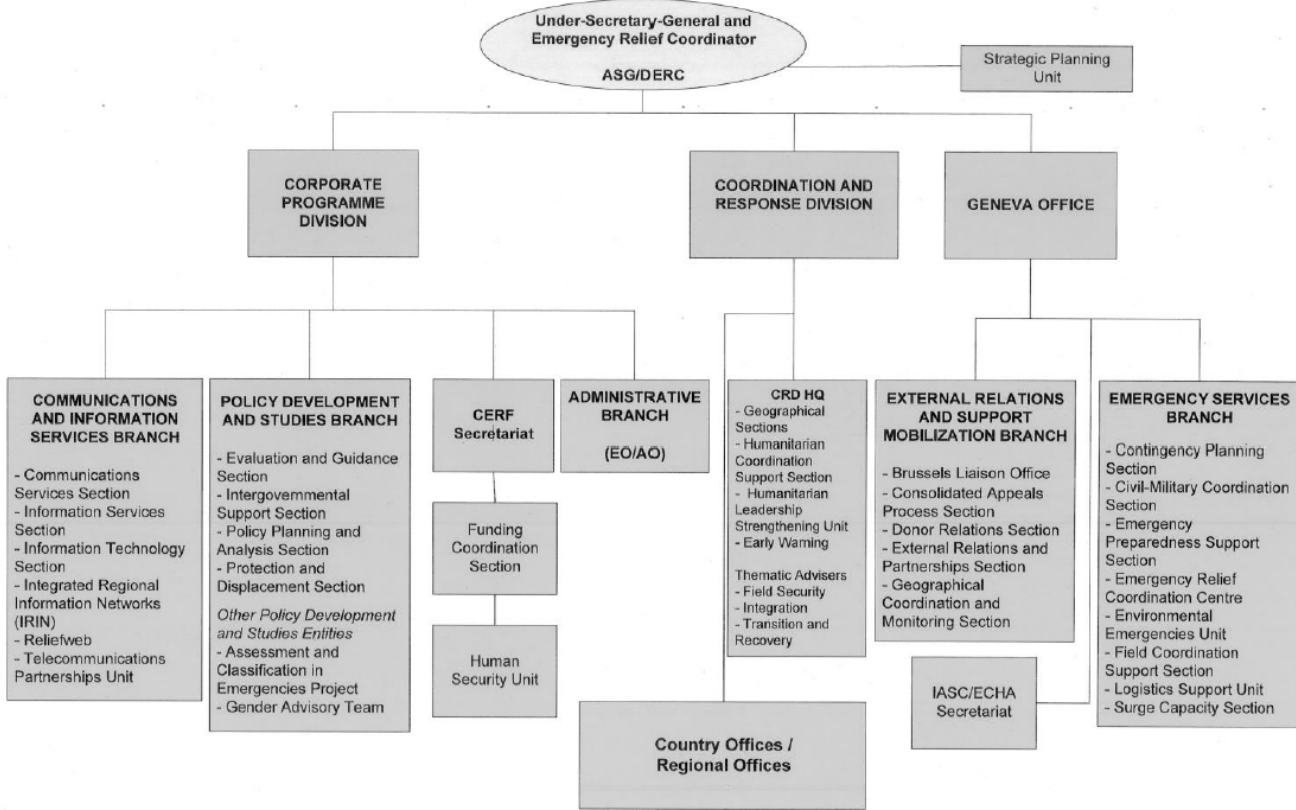 Under-Secretary-General and
Emergency Relief Coordinator
ASG/DERC
Strategic Planning
Unit
CORPORATE
PROGRAMME
DIVISION
COORDINATION AND
RESPONSE DIVISION
GENEVA OFFICE
COMMUNICATIONS
AND INFORMATION
SERVICES BRANCH
- Communications
Services Section
- Information Services
Section
- Information Technology
Section
- Integrated Regional
Information Networks
(IRIN)
- Reliefweb
- Telecommunications
Partnerships Unit
POLICY DEVELOPMENT
AND STUDIES BRANCH
- Evaluation and Guidance
Section
- Intergovernmental
Support Section
- Policy Planning and
Analysis Section
- Protection and
Displacement Section
Other Policy Development
and Studies Entities
- Assessment and
Classification in
Emergencies Project
- Gender Advisory Team
CERF
Secretariat
Funding
Coordination
Section
Human
Security Unit
ADMINISTRATIVE
BRANCH
(EO/AO)
CRD HQ
- Geographical
Sections
- Humanitarian
Coordination
Support Section
- Humanitarian
Leadership
Strengthening Unit
- Early Warning
Thematic Advisers
- Field Security
- Integration
- Transition and
Recovery
Country Offices /
Regional Offices
EXTERNAL RELATIONS
AND SUPPORT
MOBILIZATION BRANCH
- Brussels Liaison Office
- Consolidated Appeals
Process Section
- Donor Relations Section
- External Relations and
Partnerships Section
- Geographical
Coordination and
Monitoring Section
IASC/ECHA
Secretariat
EMERGENCY SERVICES
BRANCH
- Contingency Planning
Section
- Civil-Military Coordination
Section
- Emergency
Preparedness Support
Section
- Emergency Relief
Coordination Centre
- Environmental
Emergencies Unit
- Field Coordination
Support Section
- Logistics Support Unit
- Surge Capacity Section